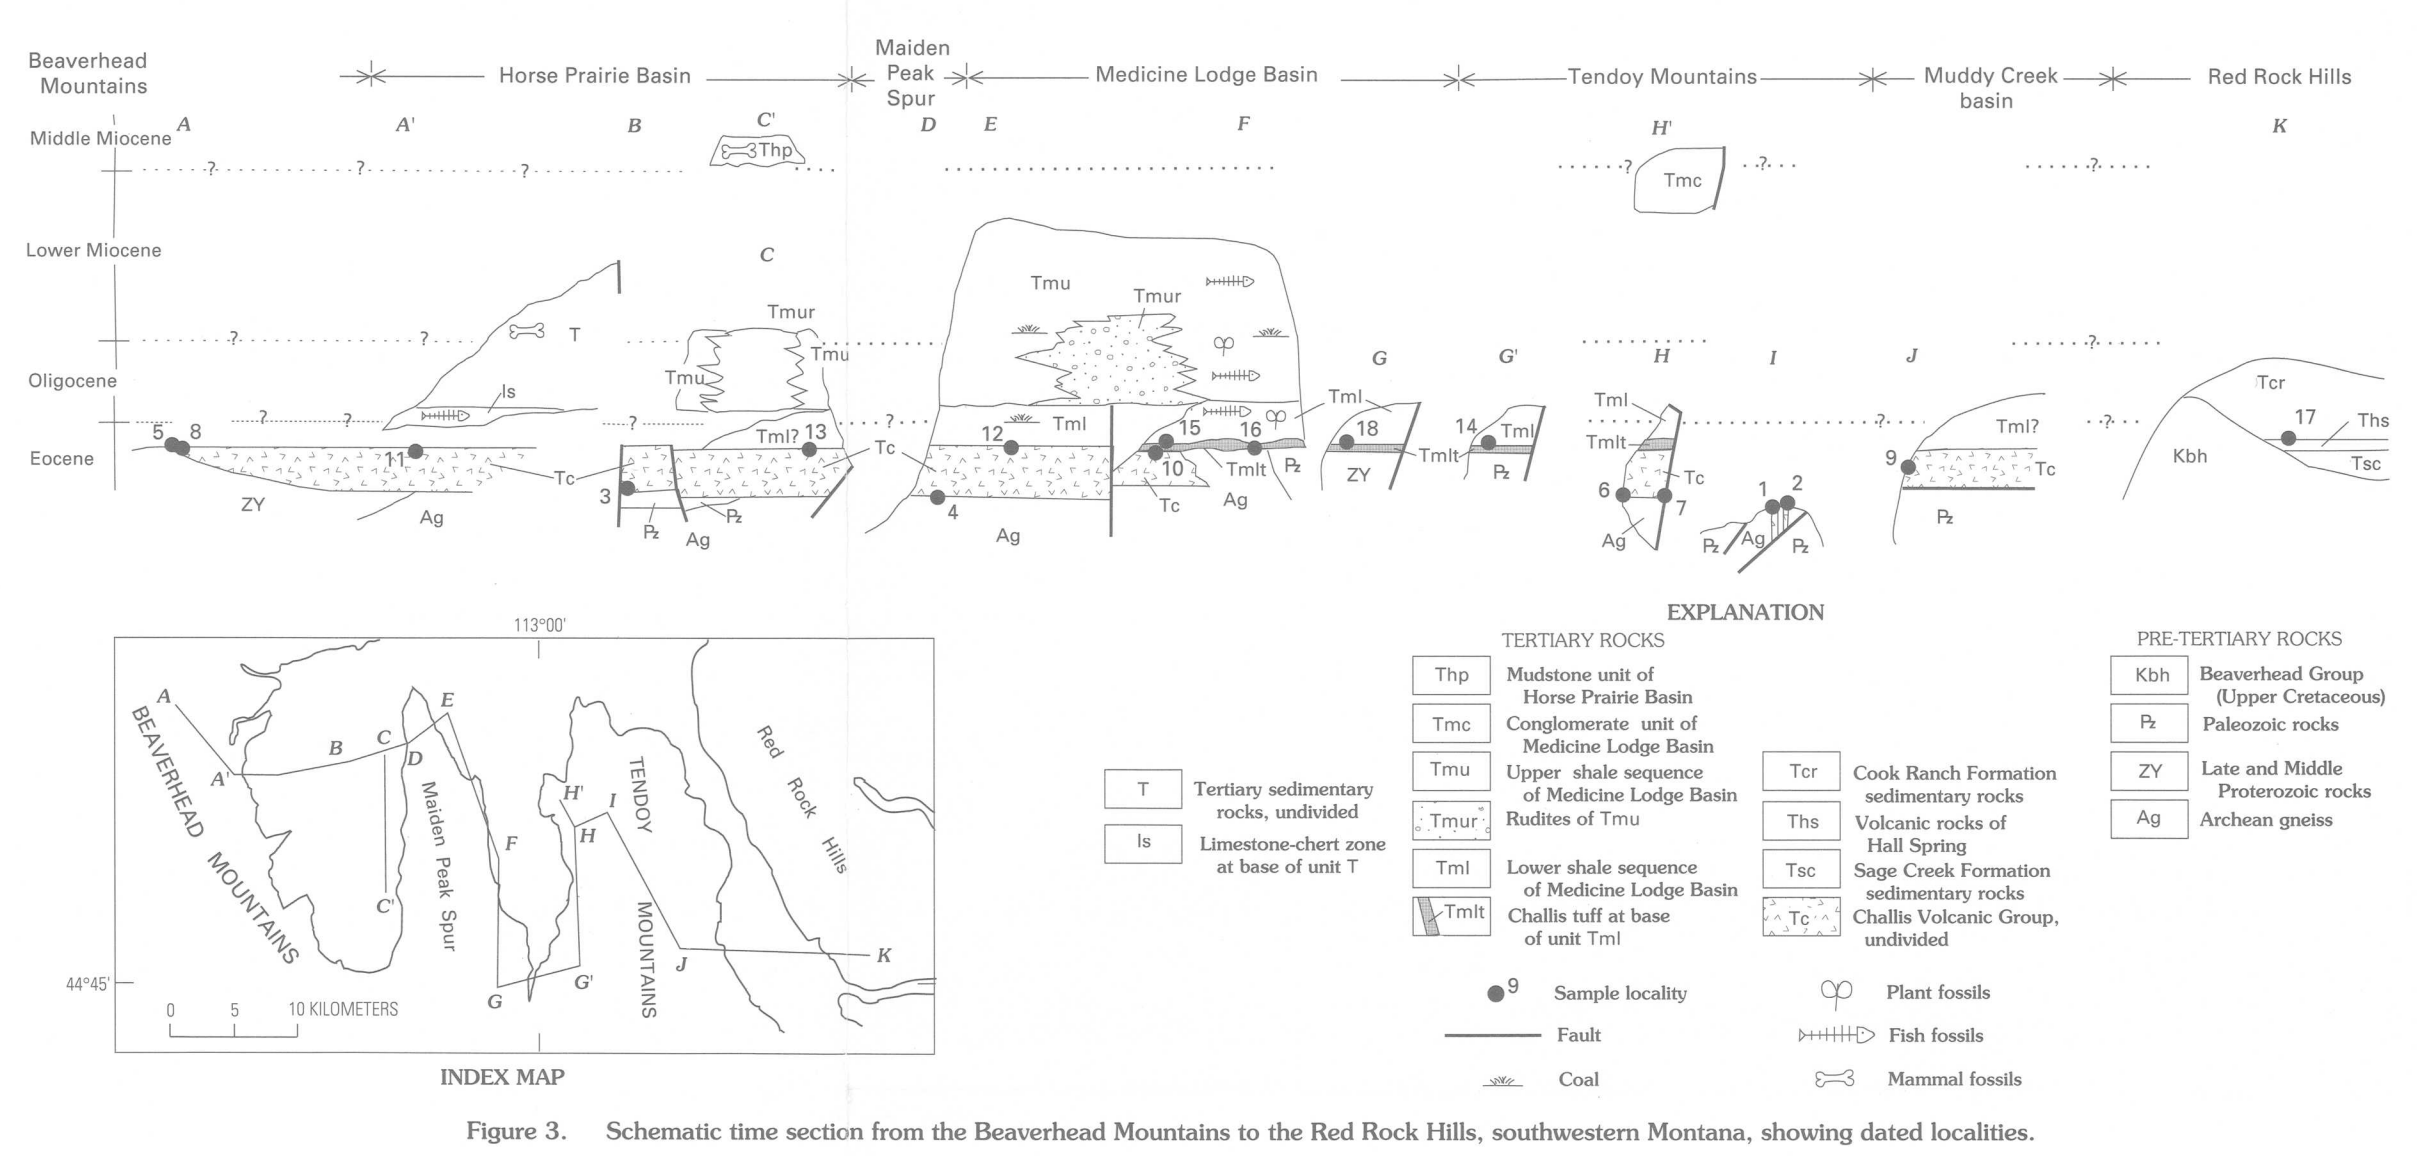 Beaverhead
Mountains
Horse Prairie Basin
Maiden
Peak
Spur
Medicine Lodge Basin
Tendoy Mountains
Muddy Creek
basin
Red Rock Hills
A
A'
B
C'
D
E
F
H'
K
Middle Miocene
Thp
?
?
?
?
?
?
Tmc
Lower Miocene
C
Tmu
Tmur
Tmur
T
?
?
?
Tmu
Tmu
G
G'
H
I
J
Oligocene
ls
Tcr
Tml
Tml
?
?
?
?
?
?
Tml
Tml?
Tml?
Ths
5
8
11
13
12
15
16
18
14
Tml
17
Eocene
Tc
Tc
10
Tmlt
Pz
Tmlt
Tmlt
9
Tc
Tc
Kbh
Tsc
ZY
Ag
3
Pz
Pz
Ag
4
Ag
Tc
Ag
ZY
Pz
6
7
Ag
1
2
Pz
Ag
Pz
Pz
EXPLANATION
TERTIARY ROCKS
PRE-TERTIARY ROCKS
T
Tertiary sedimentary
rocks, undivided
ls
Limestone-chert zone
at base of unit T
Thp
Mudstone unit of
Horse Prairie Basin
Tmc
Conglomerate unit of
Medicine Lodge Basin
Tmu
Upper shale sequence
of Medicine Lodge Basin
Tmur
Rudites of Tmu
Tml
Lower shale sequence
of Medicine Lodge Basin
Tmlt
Challis tuff at base
of unit Tml
Tcr
Cook Ranch Formation
sedimentary rocks
Ths
Volcanic rocks of
Hall Spring
Tsc
Sage Creek Formation
sedimentary rocks
Tc
Challis Volcanic Group,
undivided
Kbh
Beaverhead Group
(Upper Cretaceous)
Pz
Paleozoic rocks
ZY
Late and Middle
Proterozoic rocks
Ag
Archean gneiss
9
Sample locality
Fault
Coal
Plant fossils
Fish fossils
Mammal fossils
113°00'
44°45'
A
A'
B
C
C'
D
E
F
G
G'
H'
H
I
J
K
BEAVERHEAD MOUNTAINS
Maiden Peak Spur
TENDOY MOUNTAINS
Red Rock Hills
0 5 10 KILOMETERS
INDEX MAP
Figure 3. Schematic time section from the Beaverhead Mountains to the Red Rock Hills, southwestern Montana, showing dated localities.